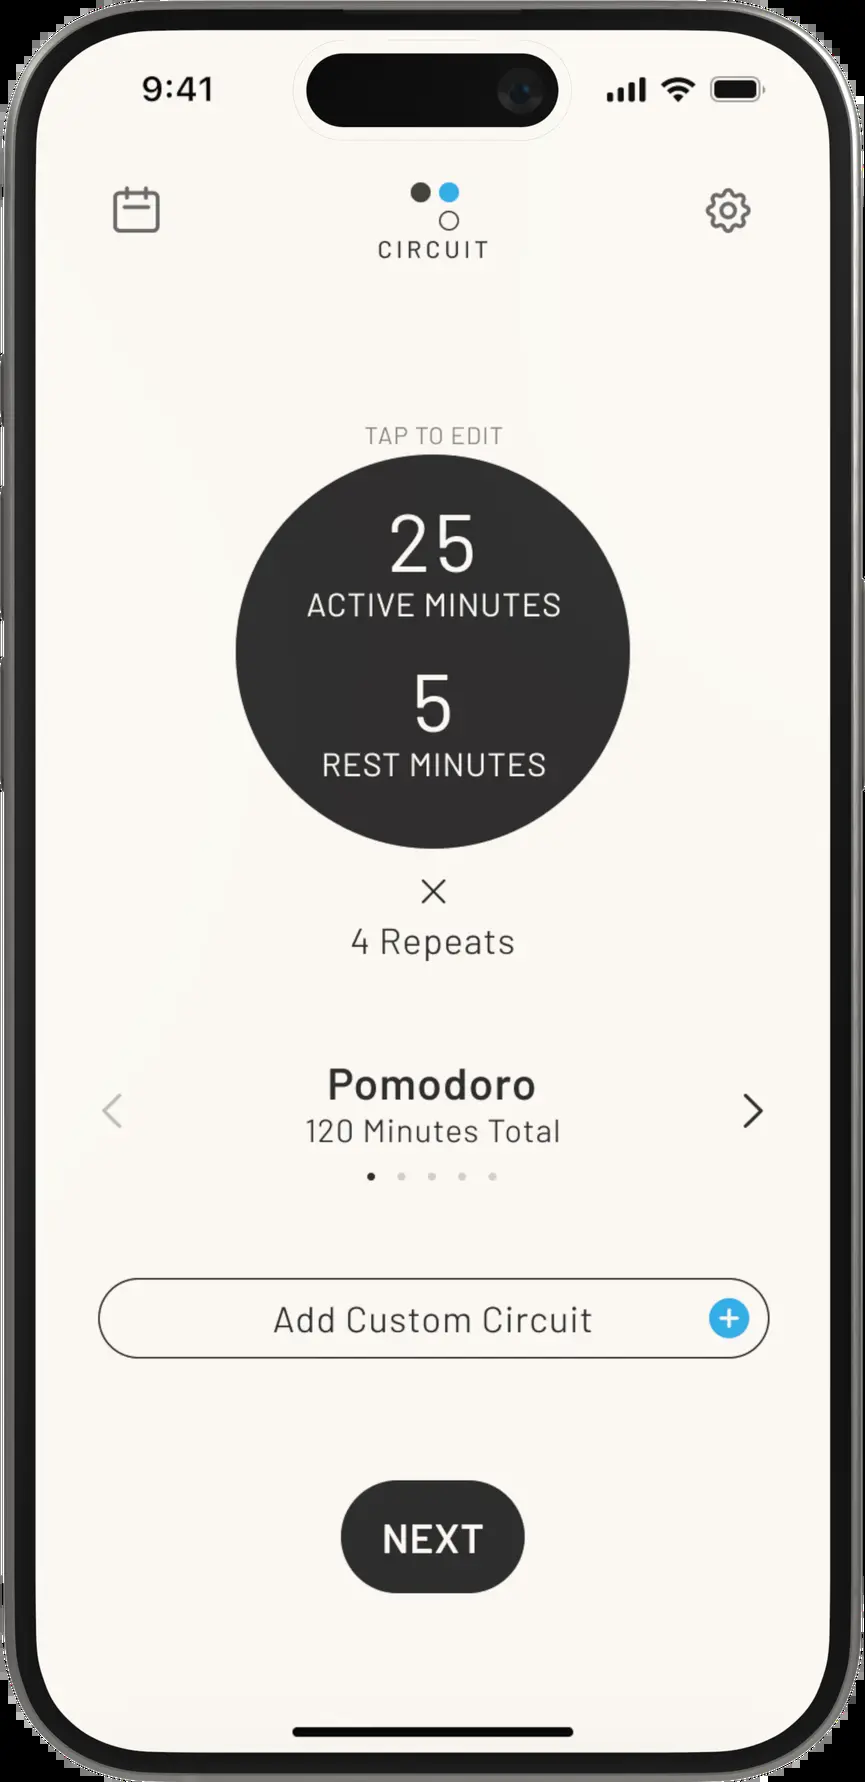 9:41
CIRCUIT
TAP TO EDIT
25
ACTIVE MINUTES
5
REST MINUTES
×
4 Repeats
Pomodoro
120 Minutes Total
Add Custom Circuit
NEXT